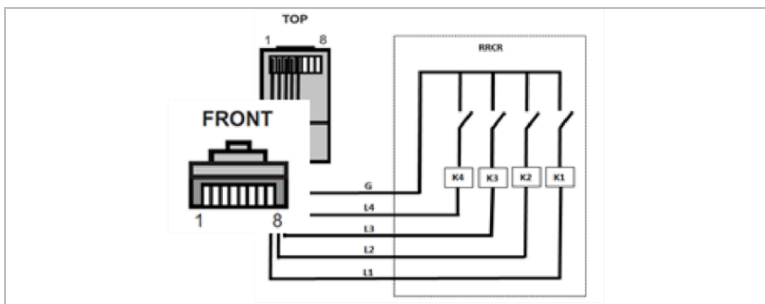 TOP
1 8
RRCR
FRONT
K4 K3 K2 K1
G
L4
1 8
L3
L2
L1